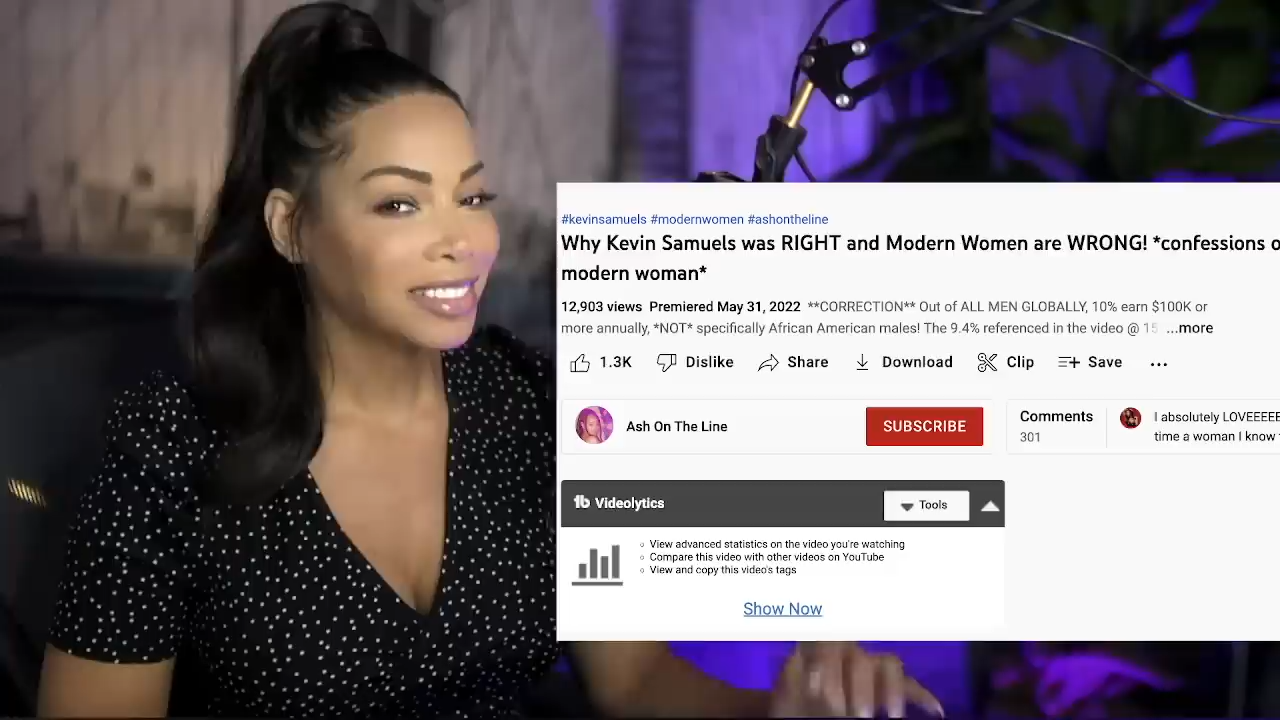 #kevinsamuels #modernwomen #ashontheline
Why Kevin Samuels was RIGHT and Modern Women are WRONG! *confessions o
modern woman*
12,903 views Premiered May 31, 2022 **CORRECTION** Out of ALL MEN GLOBALLY, 10% earn $100K or
more annually, *NOT* specifically African American males! The 9.4% referenced in the video @ 15 ...more
1.3K Dislike Share Download Clip Save ...
Ash On The Line
SUBSCRIBE
Comments
301
I absolutely LOVEEEEE
time a woman I know
tb Videolytics
Tools
View advanced statistics on the video you're watching
Compare this video with other videos on YouTube
View and copy this video's tags
Show Now